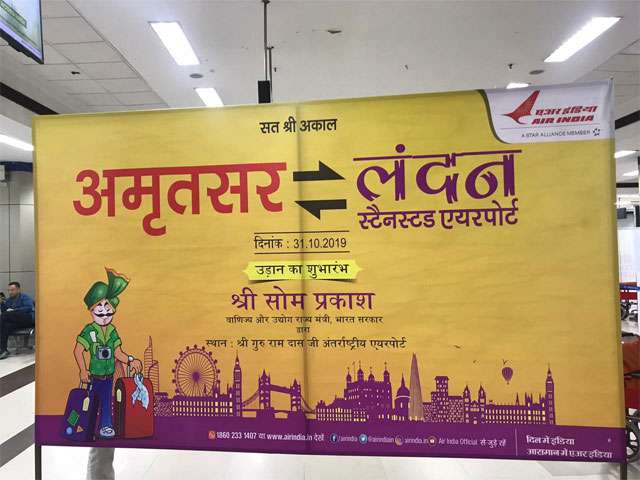 एअर इंडिया
AIR INDIA
A STAR ALLIANCE MEMBER
सत श्री अकाल
अमृतसर
लंदन
स्टैनस्टड एयरपोर्ट
दिनांक : 31.10.2019
उड़ान का शुभारंभ
श्री सोम प्रकाश
वाणिज्य और उद्योग राज्य मंत्री, भारत सरकार
द्वारा
स्थान : श्री गुरु राम दास जी अंतर्राष्ट्रीय एयरपोर्ट
1860 233 1407 या www.airindia.in देखें /airindia @airindiain airindia.in Air India Official से जुड़े रहें
दिल में इंडिया
आसमान में एअर इंडिया